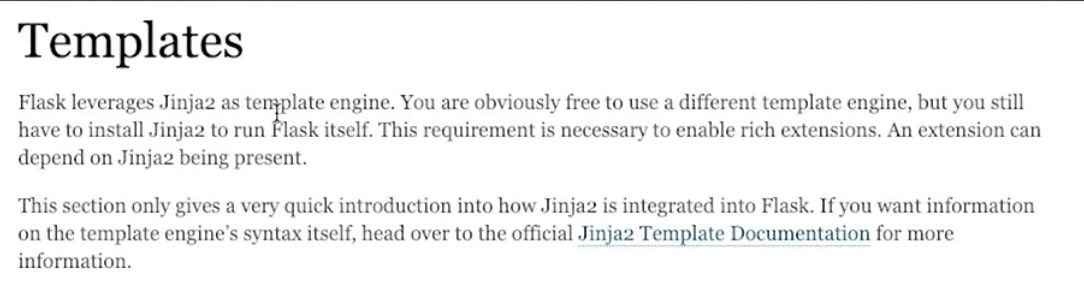 Templates
Flask leverages Jinja2 as template engine. You are obviously free to use a different template engine, but you still
have to install Jinja2 to run Flask itself. This requirement is necessary to enable rich extensions. An extension can
depend on Jinja2 being present.
This section only gives a very quick introduction into how Jinja2 is integrated into Flask. If you want information
on the template engine’s syntax itself, head over to the official Jinja2 Template Documentation for more
information.